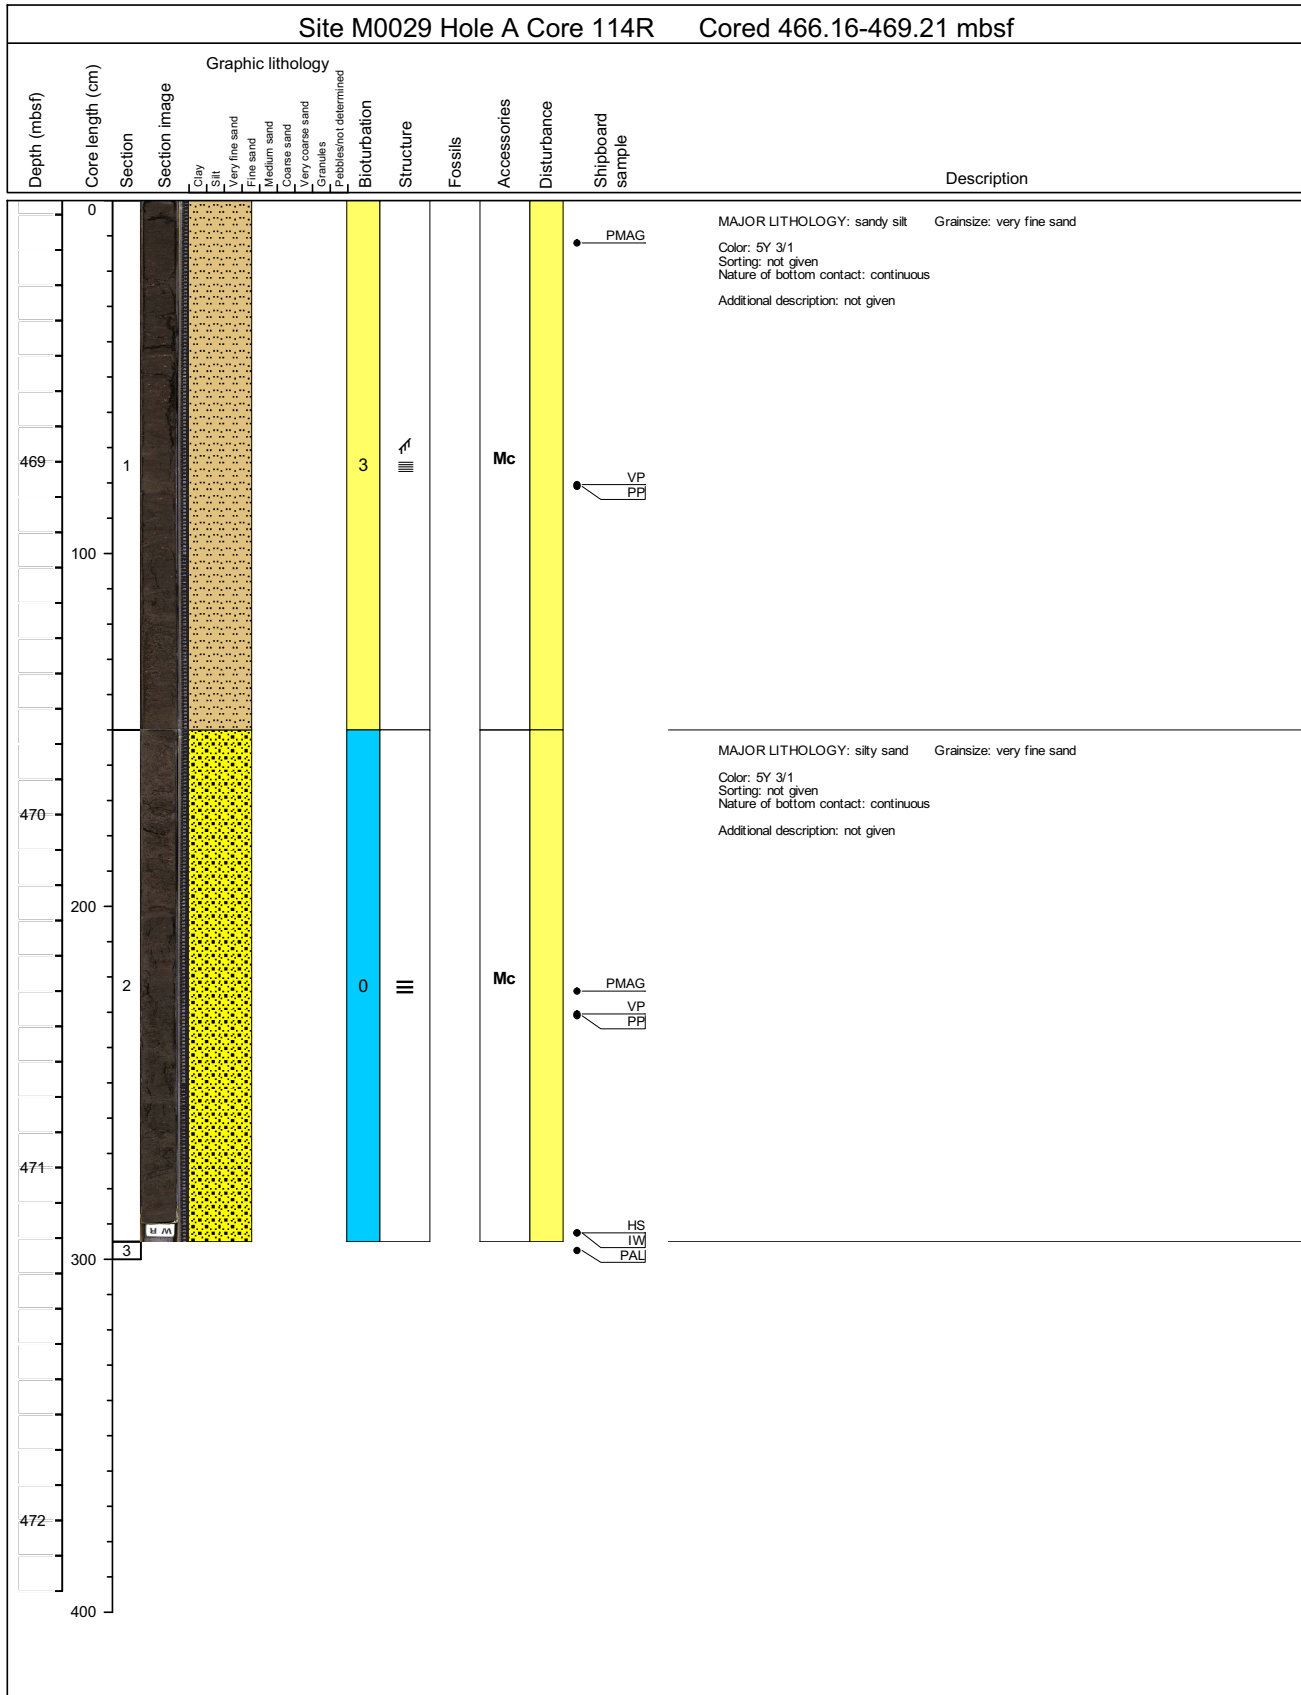 Site M0029 Hole A Core 114R Cored 466.16-469.21 mbsf
Graphic lithology
Depth (mbsf)
Core length (cm)
Section
Section image
Clay
Silt
Very fine sand
Fine sand
Medium sand
Coarse sand
Very coarse sand
Granules
Pebbles/not determined
Bioturbation
Structure
Fossils
Accessories
Disturbance
Shipboard
sample
Description
0
MAJOR LITHOLOGY: sandy silt Grainsize: very fine sand
PMAG
Color: 5Y 3/1
Sorting: not given
Nature of bottom contact: continuous
Additional description: not given
469
1
3
Mc
VP
PP
100
MAJOR LITHOLOGY: silty sand Grainsize: very fine sand
Color: 5Y 3/1
Sorting: not given
Nature of bottom contact: continuous
470
Additional description: not given
200
2
0
Mc
PMAG
VP
PP
471
W R
HS
IW
3
PAL
300
472
400